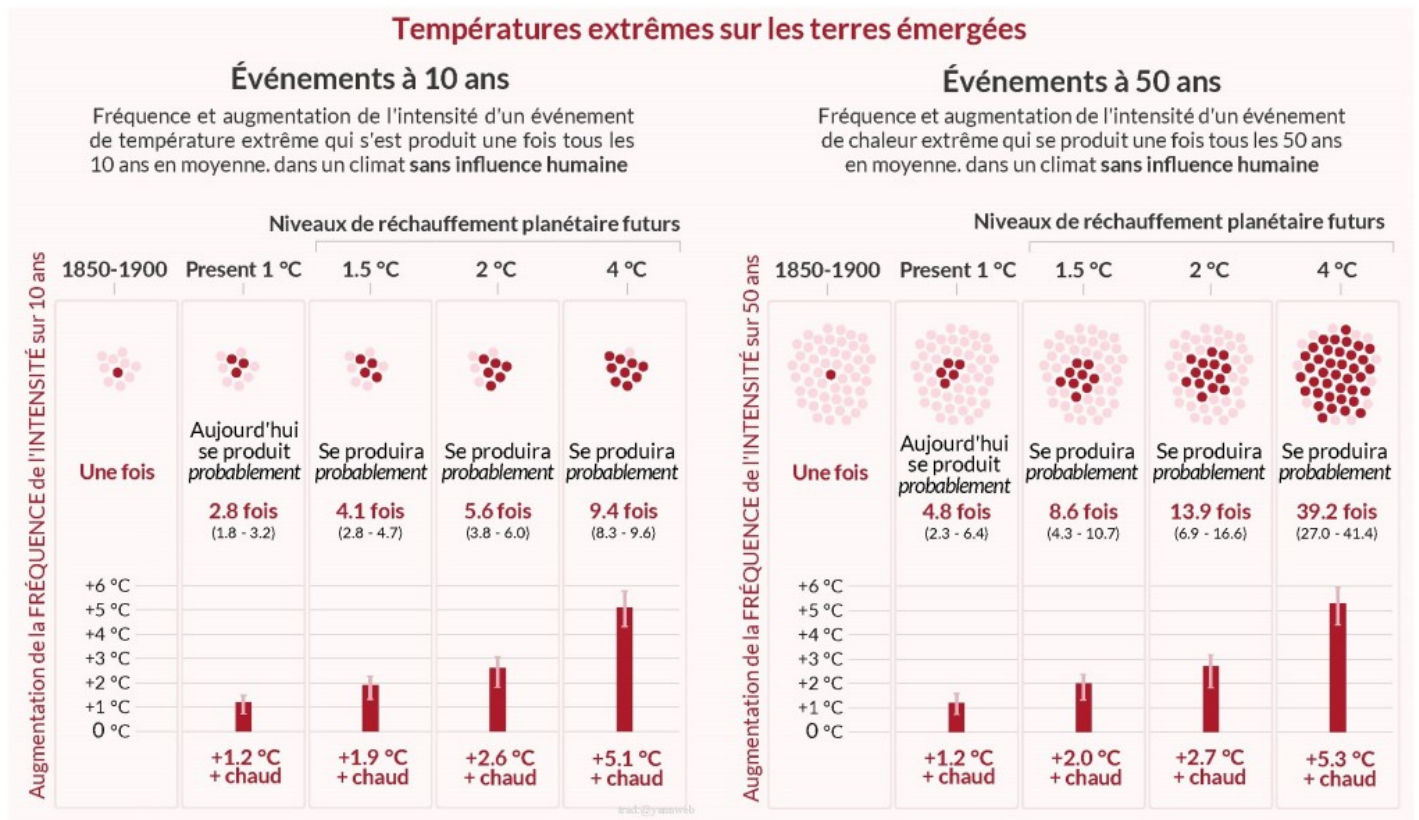 Températures extrêmes sur les terres émergées
Événements à 10 ans
Fréquence et augmentation de l'intensité d'un événement
de température extrême qui s'est produit une fois tous les
10 ans en moyenne. dans un climat sans influence humaine
Niveaux de réchauffement planétaire futurs
1850-1900 Present 1 °C 1.5 °C 2 °C 4 °C
Augmentation de la FRÉQUENCE de l'INTENSITÉ sur 10 ans
Une fois
Aujourd'hui
se produit
probablement
2.8 fois
(1.8 - 3.2)
Se produira
probablement
4.1 fois
(2.8 - 4.7)
Se produira
probablement
5.6 fois
(3.8 - 6.0)
Se produira
probablement
9.4 fois
(8.3 - 9.6)
+6 °C
+5 °C
+4 °C
+3 °C
+2 °C
+1 °C
0 °C
+1.2 °C
+ chaud
+1.9 °C
+ chaud
+2.6 °C
+ chaud
+5.1 °C
+ chaud
trad:@yannweb
Événements à 50 ans
Fréquence et augmentation de l'intensité d'un événement
de chaleur extrême qui se produit une fois tous les 50 ans
en moyenne. dans un climat sans influence humaine
Niveaux de réchauffement planétaire futurs
1850-1900 Present 1 °C 1.5 °C 2 °C 4 °C
Augmentation de la FRÉQUENCE de l'INTENSITÉ sur 50 ans
Une fois
Aujourd'hui
se produit
probablement
4.8 fois
(2.3 - 6.4)
Se produira
probablement
8.6 fois
(4.3 - 10.7)
Se produira
probablement
13.9 fois
(6.9 - 16.6)
Se produira
probablement
39.2 fois
(27.0 - 41.4)
+6 °C
+5 °C
+4 °C
+3 °C
+2 °C
+1 °C
0 °C
+1.2 °C
+ chaud
+2.0 °C
+ chaud
+2.7 °C
+ chaud
+5.3 °C
+ chaud